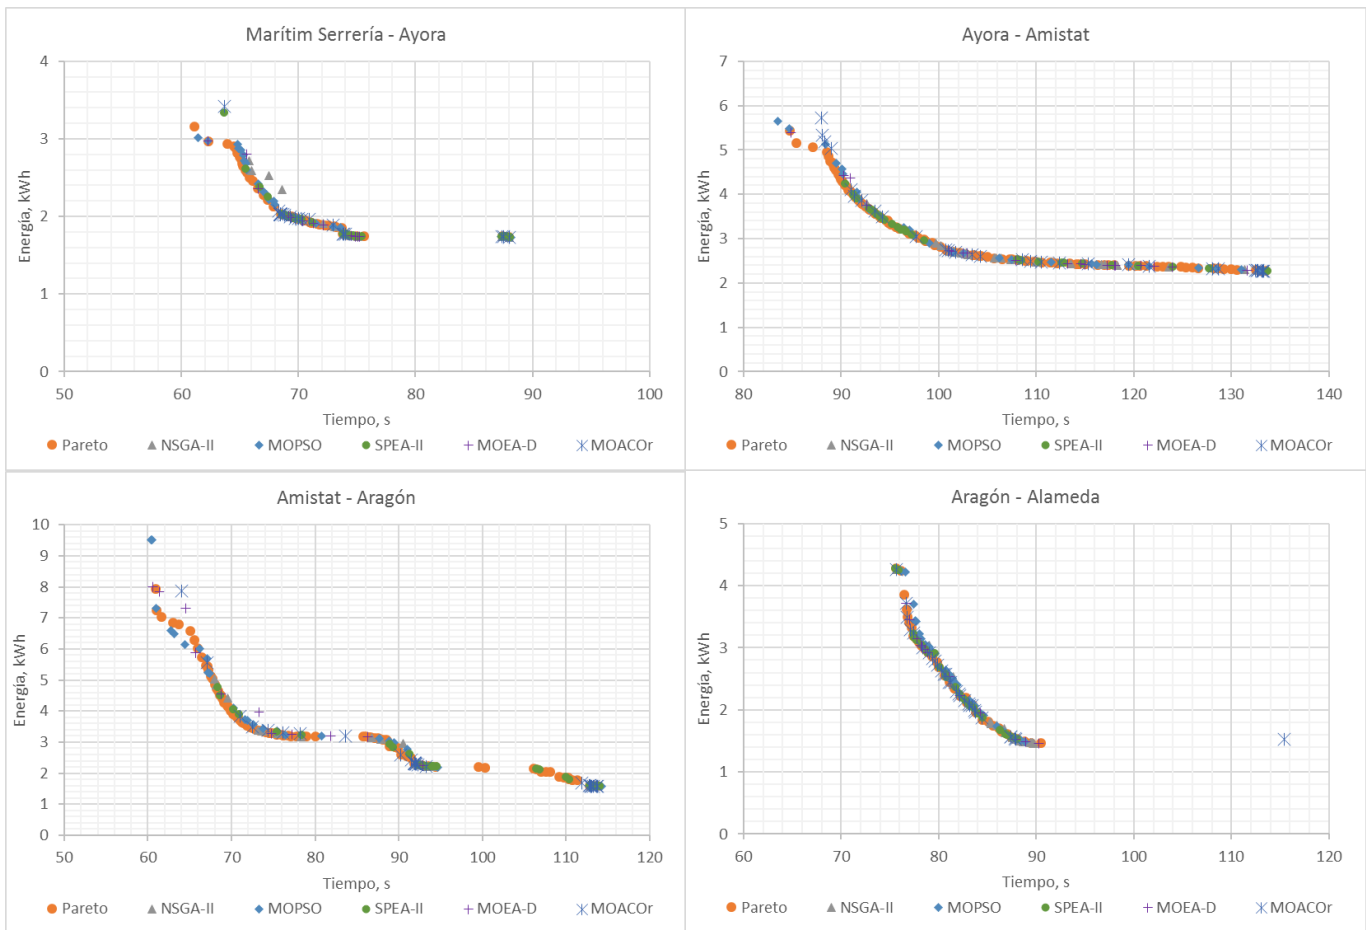 Marítim Serrería - Ayora
4
3
2
1
0
Energia, kWh
50 60 70 80 90 100
Tiempo, s
Pareto NSGA-II MOPSO SPEA-II MOEA-D MOACOr
Ayora - Amistat
7
6
5
4
3
2
1
0
Energia, kWh
80 90 100 110 120 130 140
Tiempo, s
Pareto NSGA-II MOPSO SPEA-II MOEA-D MOACOr
Amistat - Aragón
10
9
8
7
6
5
4
3
2
1
0
Energia, kWh
50 60 70 80 90 100 110 120
Tiempo, s
Pareto NSGA-II MOPSO SPEA-II MOEA-D MOACOr
Aragón - Alameda
5
4
3
2
1
0
Energia, kWh
60 70 80 90 100 110 120 130
Tiempo, s
Pareto NSGA-II MOPSO SPEA-II MOEA-D MOACOr